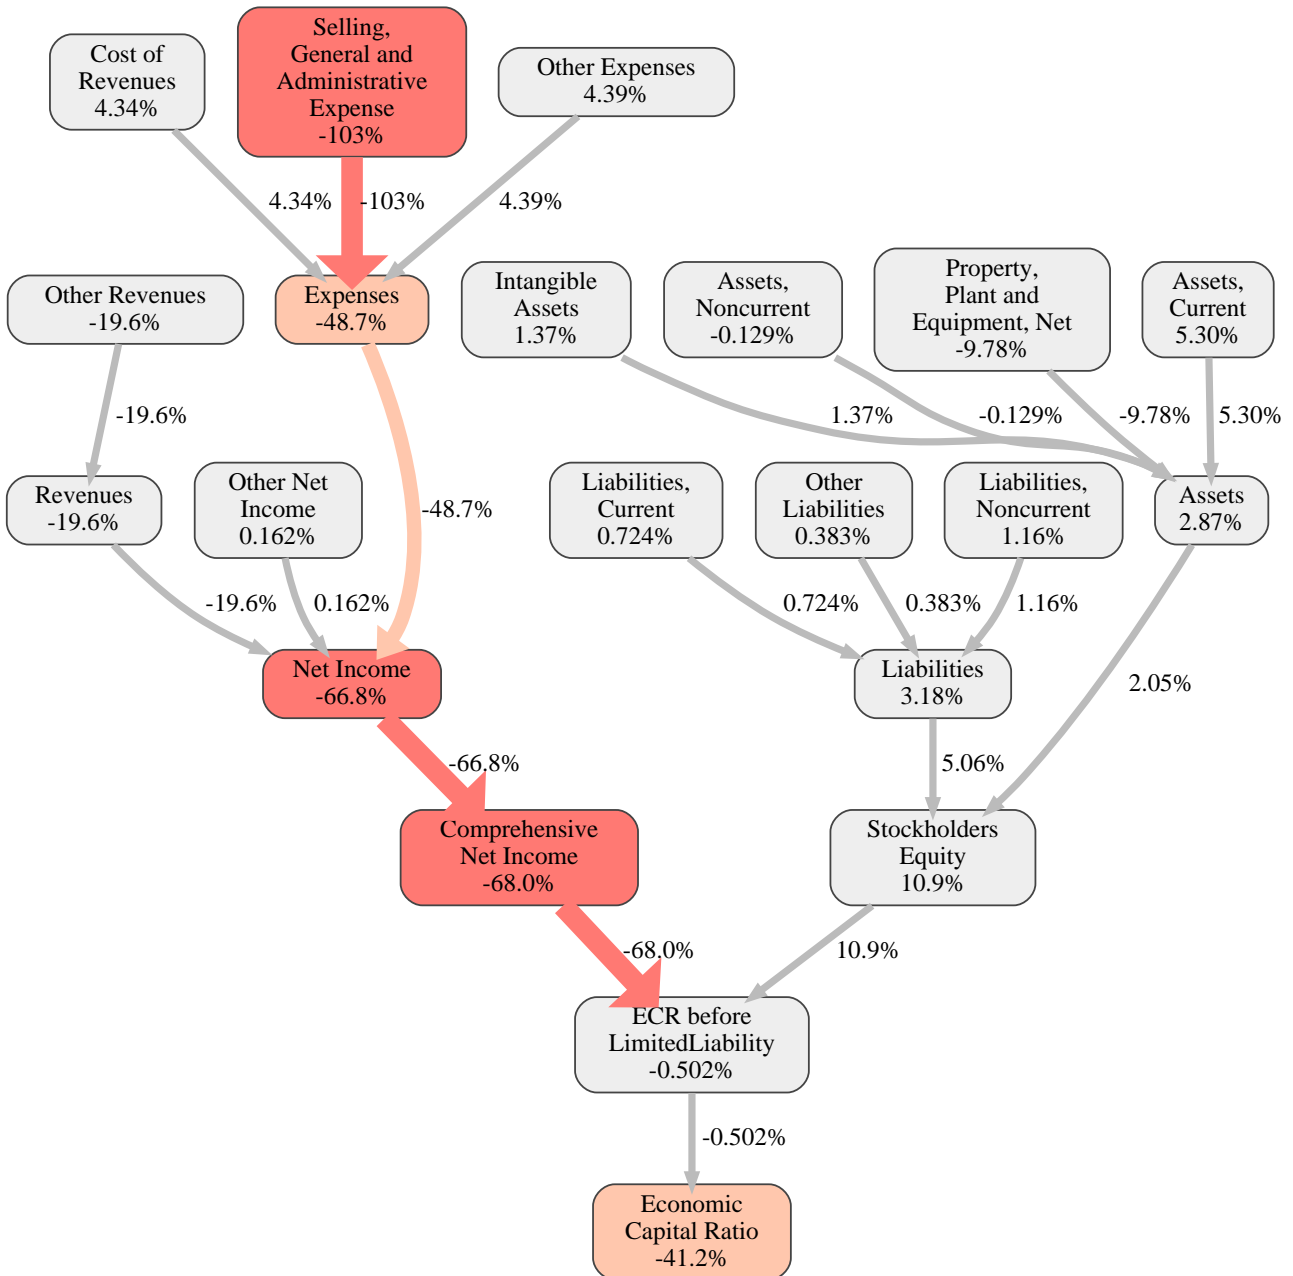 Cost of
Revenues
4.34%
Selling,
General and
Administrative
Expense
-103%
Other Expenses
4.39%
4.34%
-103%
4.39%
Other Revenues
-19.6%
Expenses
-48.7%
Intangible
Assets
1.37%
Assets,
Noncurrent
-0.129%
Property,
Plant and
Equipment, Net
-9.78%
Assets,
Current
5.30%
-19.6%
1.37%
-0.129%
-9.78%
5.30%
Revenues
-19.6%
Other Net
Income
0.162%
-48.7%
Liabilities,
Current
0.724%
Other
Liabilities
0.383%
Liabilities,
Noncurrent
1.16%
Assets
2.87%
-19.6%
0.162%
0.724%
0.383%
1.16%
Net Income
-66.8%
Liabilities
3.18%
2.05%
-66.8%
5.06%
Comprehensive
Net Income
-68.0%
Stockholders
Equity
10.9%
-68.0%
10.9%
ECR before
LimitedLiability
-0.502%
-0.502%
Economic
Capital Ratio
-41.2%